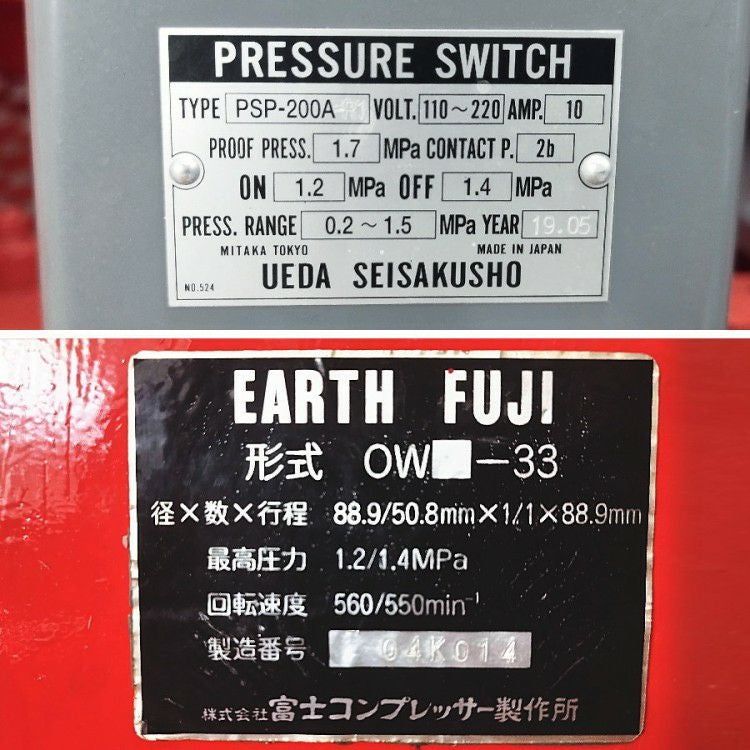 PRESSURE SWITCH
TYPE PSP-200A VOLT. 110～220 AMP. 10
PROOF PRESS. 1.7 MPa CONTACT P. 2b
ON 1.2 MPa OFF 1.4 MPa
PRESS. RANGE 0.2～1.5 MPa YEAR 19.05
MITAKA TOKYO MADE IN JAPAN
NO.524 UEDA SEISAKUSHO
EARTH FUJI
形式 OW -33
径×数×行程 88.9/50.8mm×1/1×88.9mm
最高圧力 1.2/1.4MPa
回転速度 560/550min⁻¹
製造番号 04K014
株式会社 富士コンプレッサー製作所